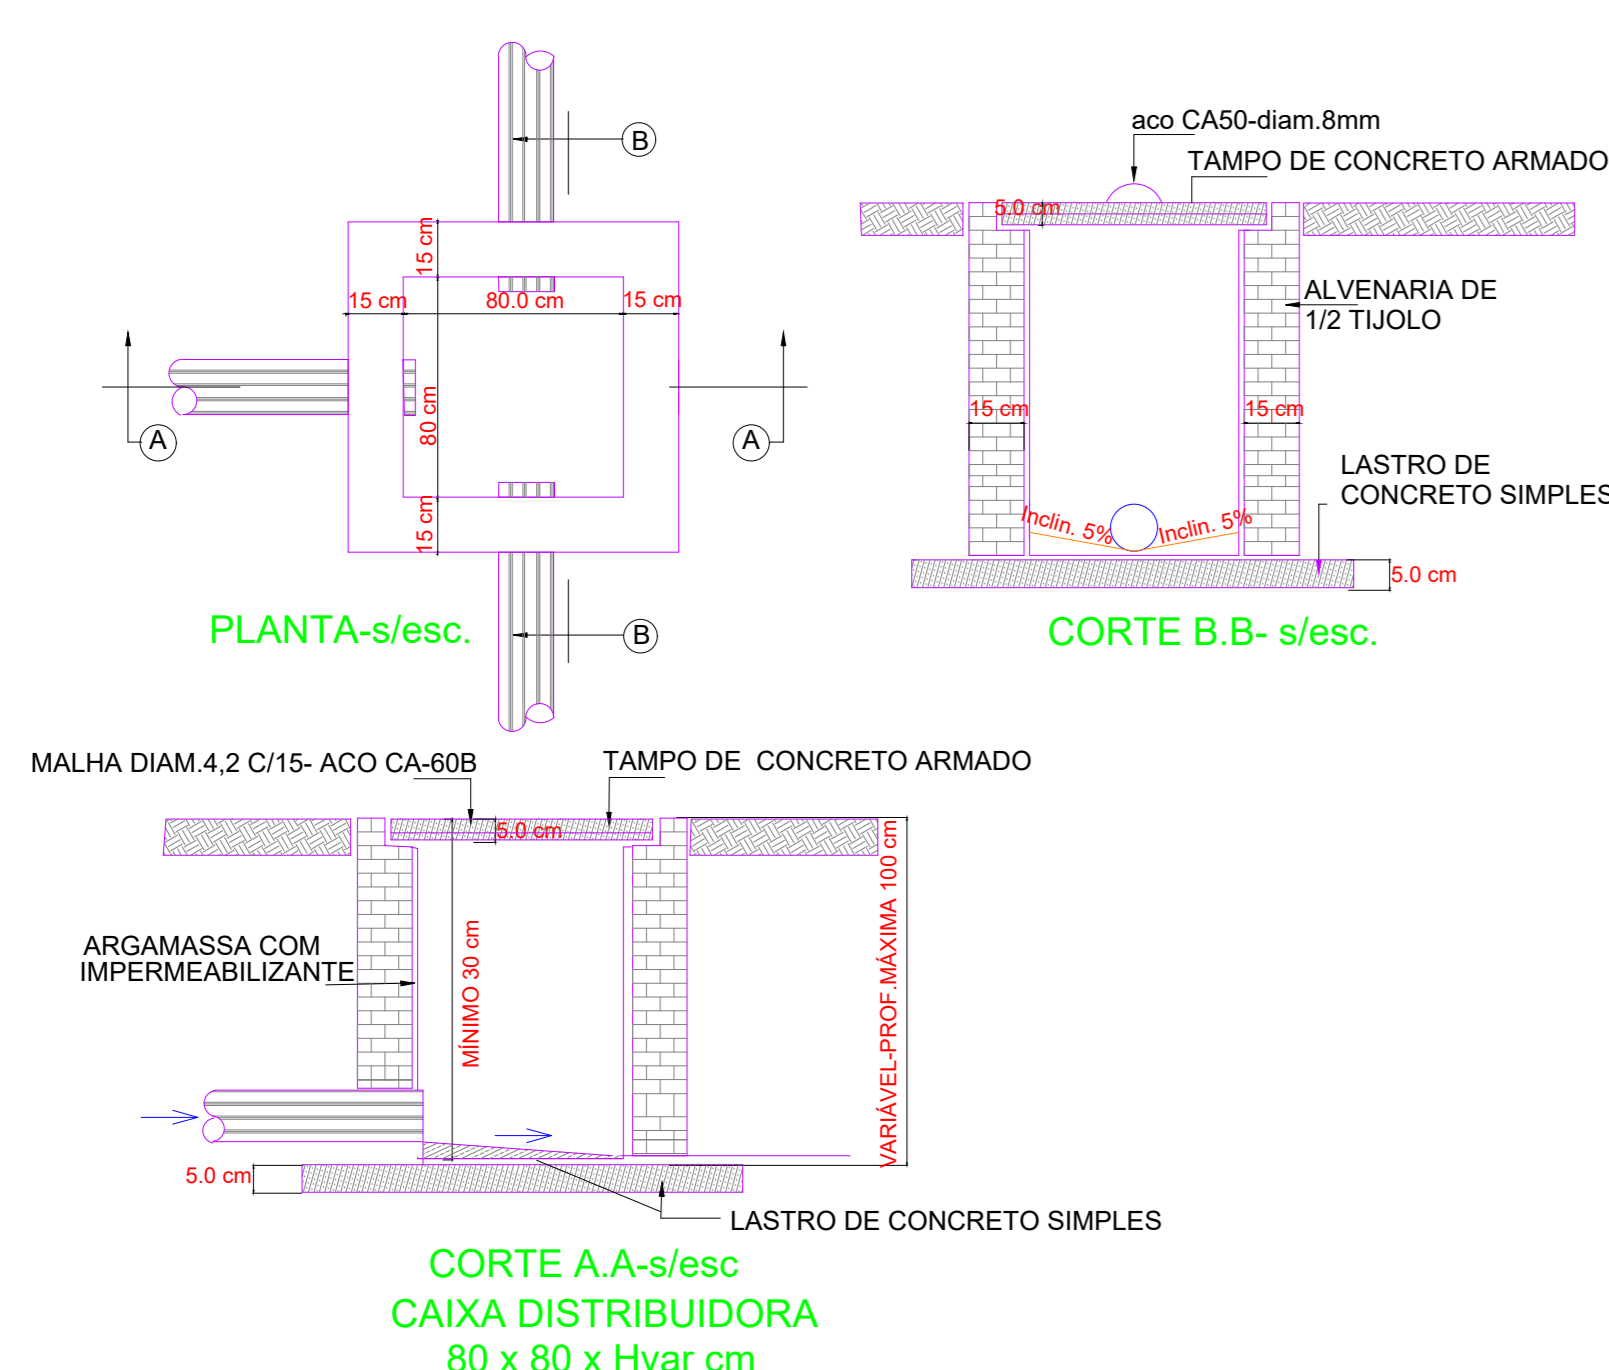 B
15 cm
15 cm
80.0 cm
15 cm
80 cm
A
A
15 cm
B
PLANTA-s/esc.
aco CA50-diam.8mm
TAMPO DE CONCRETO ARMADO
5.0 cm
ALVENARIA DE
1/2 TIJOLO
15 cm
15 cm
LASTRO DE
CONCRETO SIMPLES
Inclin. 5%
Inclin. 5%
5.0 cm
CORTE B.B- s/esc.
MALHA DIAM.4,2 C/15- ACO CA-60B
TAMPO DE CONCRETO ARMADO
5.0 cm
ARGAMASSA COM
IMPERMEABILIZANTE
MÍNIMO 30 cm
VARIÁVEL-PROF.MÁXIMA 100 cm
5.0 cm
LASTRO DE CONCRETO SIMPLES
CORTE A.A-s/esc
CAIXA DISTRIBUIDORA
80 x 80 x Hvar cm